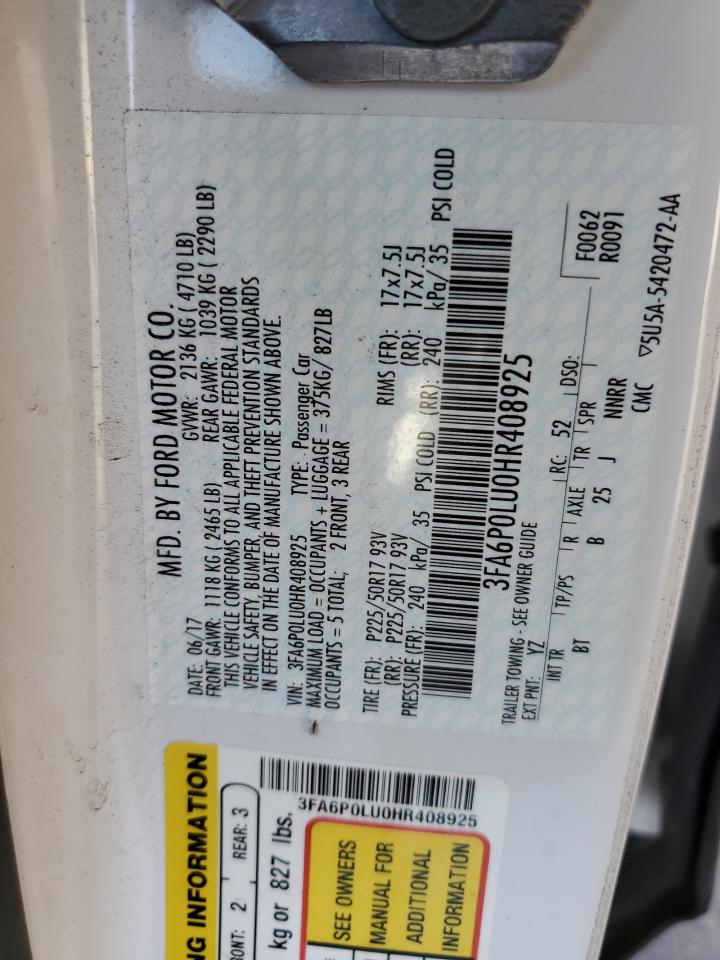 MFD. BY FORD MOTOR CO.
DATE: 06/17 GVWR: 2136 KG ( 4710 LB)
FRONT GAWR: 1118 KG ( 2465 LB) REAR GAWR: 1039 KG ( 2290 LB)
THIS VEHICLE CONFORMS TO ALL APPLICABLE FEDERAL MOTOR
VEHICLE SAFETY, BUMPER, AND THEFT PREVENTION STANDARDS
IN EFFECT ON THE DATE OF MANUFACTURE SHOWN ABOVE.
VIN: 3FA6P0LU0HR408925 TYPE: Passenger Car
MAXIMUM LOAD = OCCUPANTS + LUGGAGE = 375KG/ 827LB
OCCUPANTS = 5 TOTAL; 2 FRONT, 3 REAR
TIRE (FR): P225/50R17 93V RIMS (FR): 17x7.5J
(RR): P225/50R17 93V (RR): 17x7.5J
PRESSURE (FR): 240 kPa/ 35 PSI COLD (RR): 240 kPa/ 35 PSI COLD
3FA6P0LU0HR408925
TRAILER TOWING - SEE OWNER GUIDE
EXT PNT: YZ RC: 52 DSO: F0062
INT TR TP/PS R AXLE TR SPR R0091
BT B 25 J NNRR
CMC ▽5U5A-5420472-AA
NG INFORMATION
RONT: 2 REAR: 3
kg or 827 lbs.
3FA6P0LU0HR408925
SEE OWNERS
MANUAL FOR
ADDITIONAL
INFORMATION